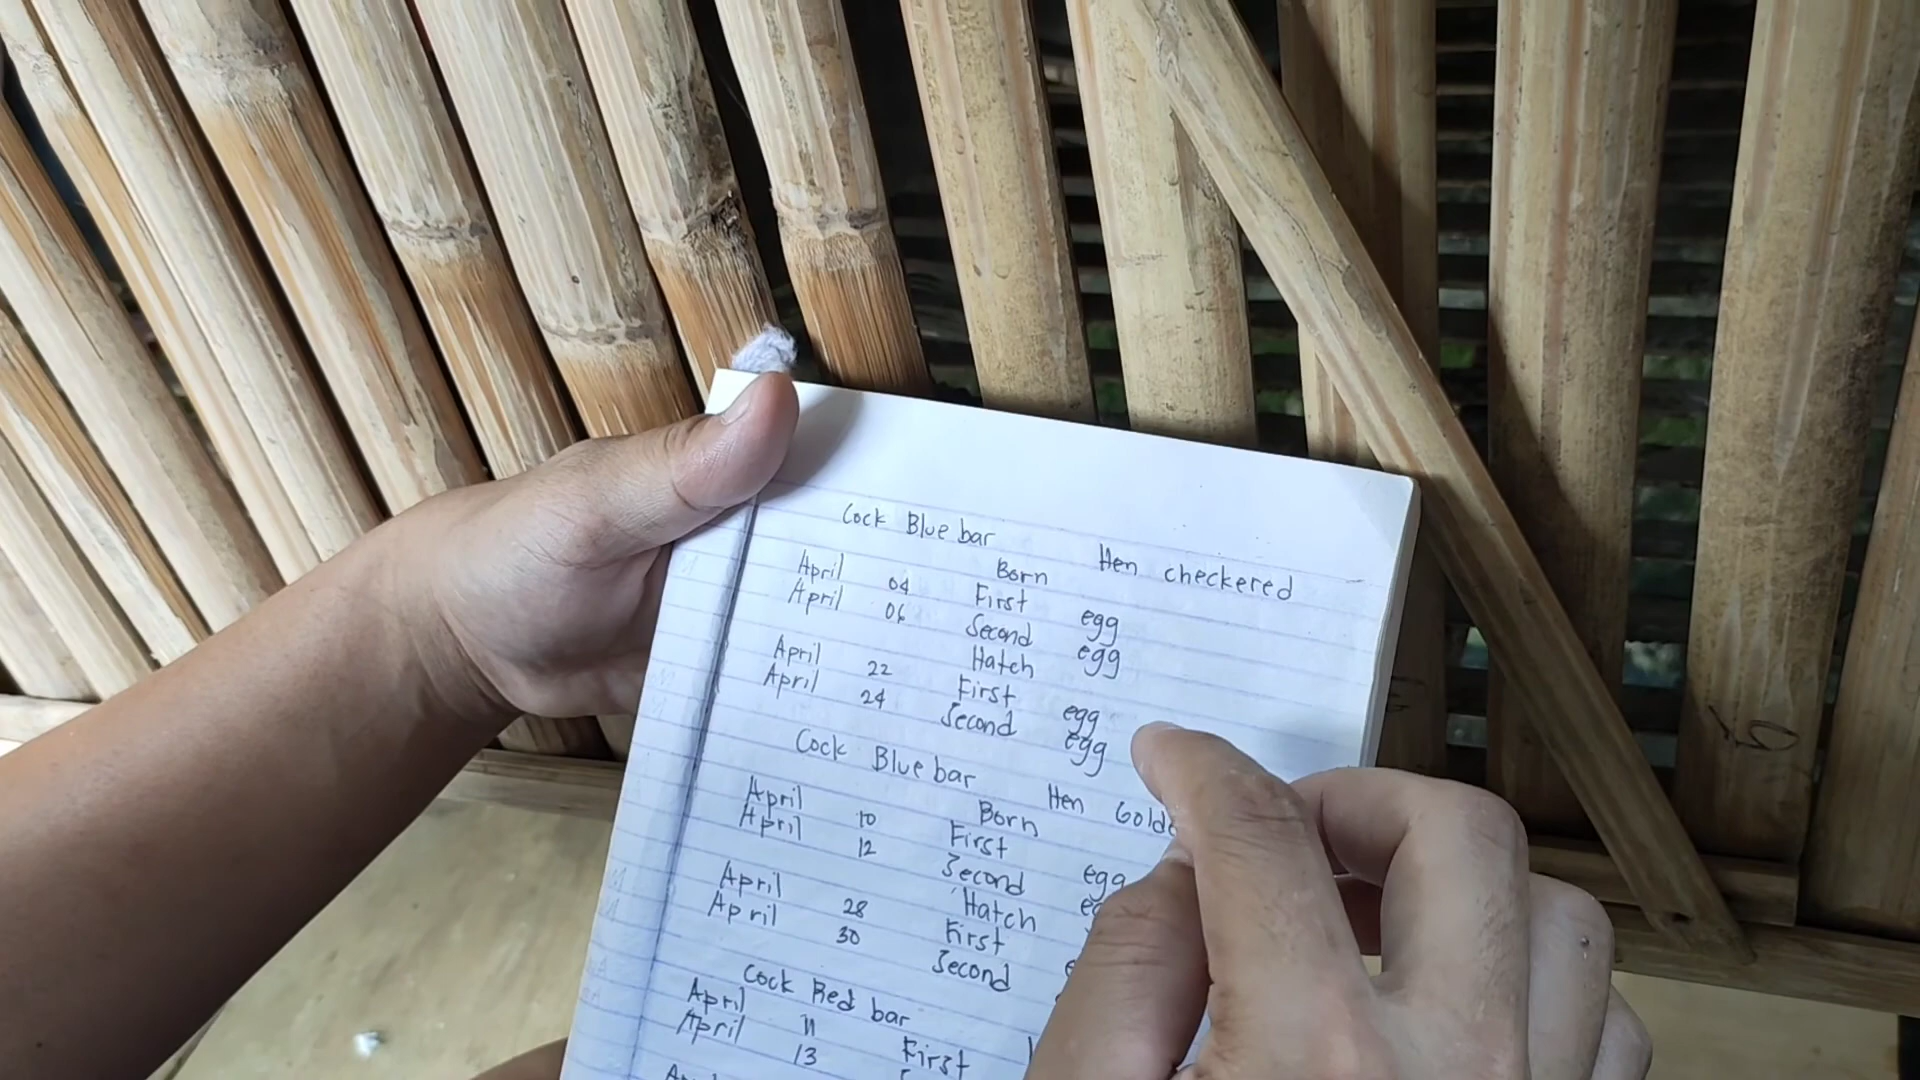 Cock Blue bar Hen checkered
Born
April 04 First egg
April 06 Second egg
Hatch
April 22 First egg
April 24 Second egg
Cock Blue bar Hen
Born
April 10 First egg
April 12 Second
Hatch
April 28 First
April 30 Second
Cock Red bar
April 11 First
April 13